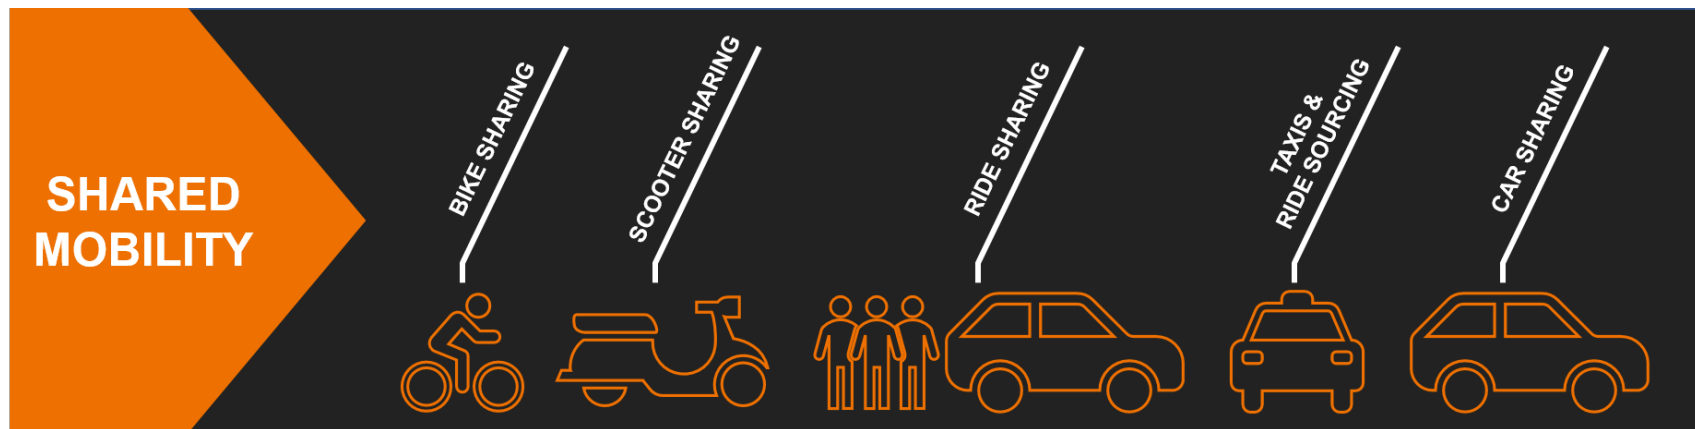 SHARED
MOBILITY
BIKE SHARING
SCOOTER SHARING
RIDE SHARING
TAXIS &
RIDE SOURCING
CAR SHARING